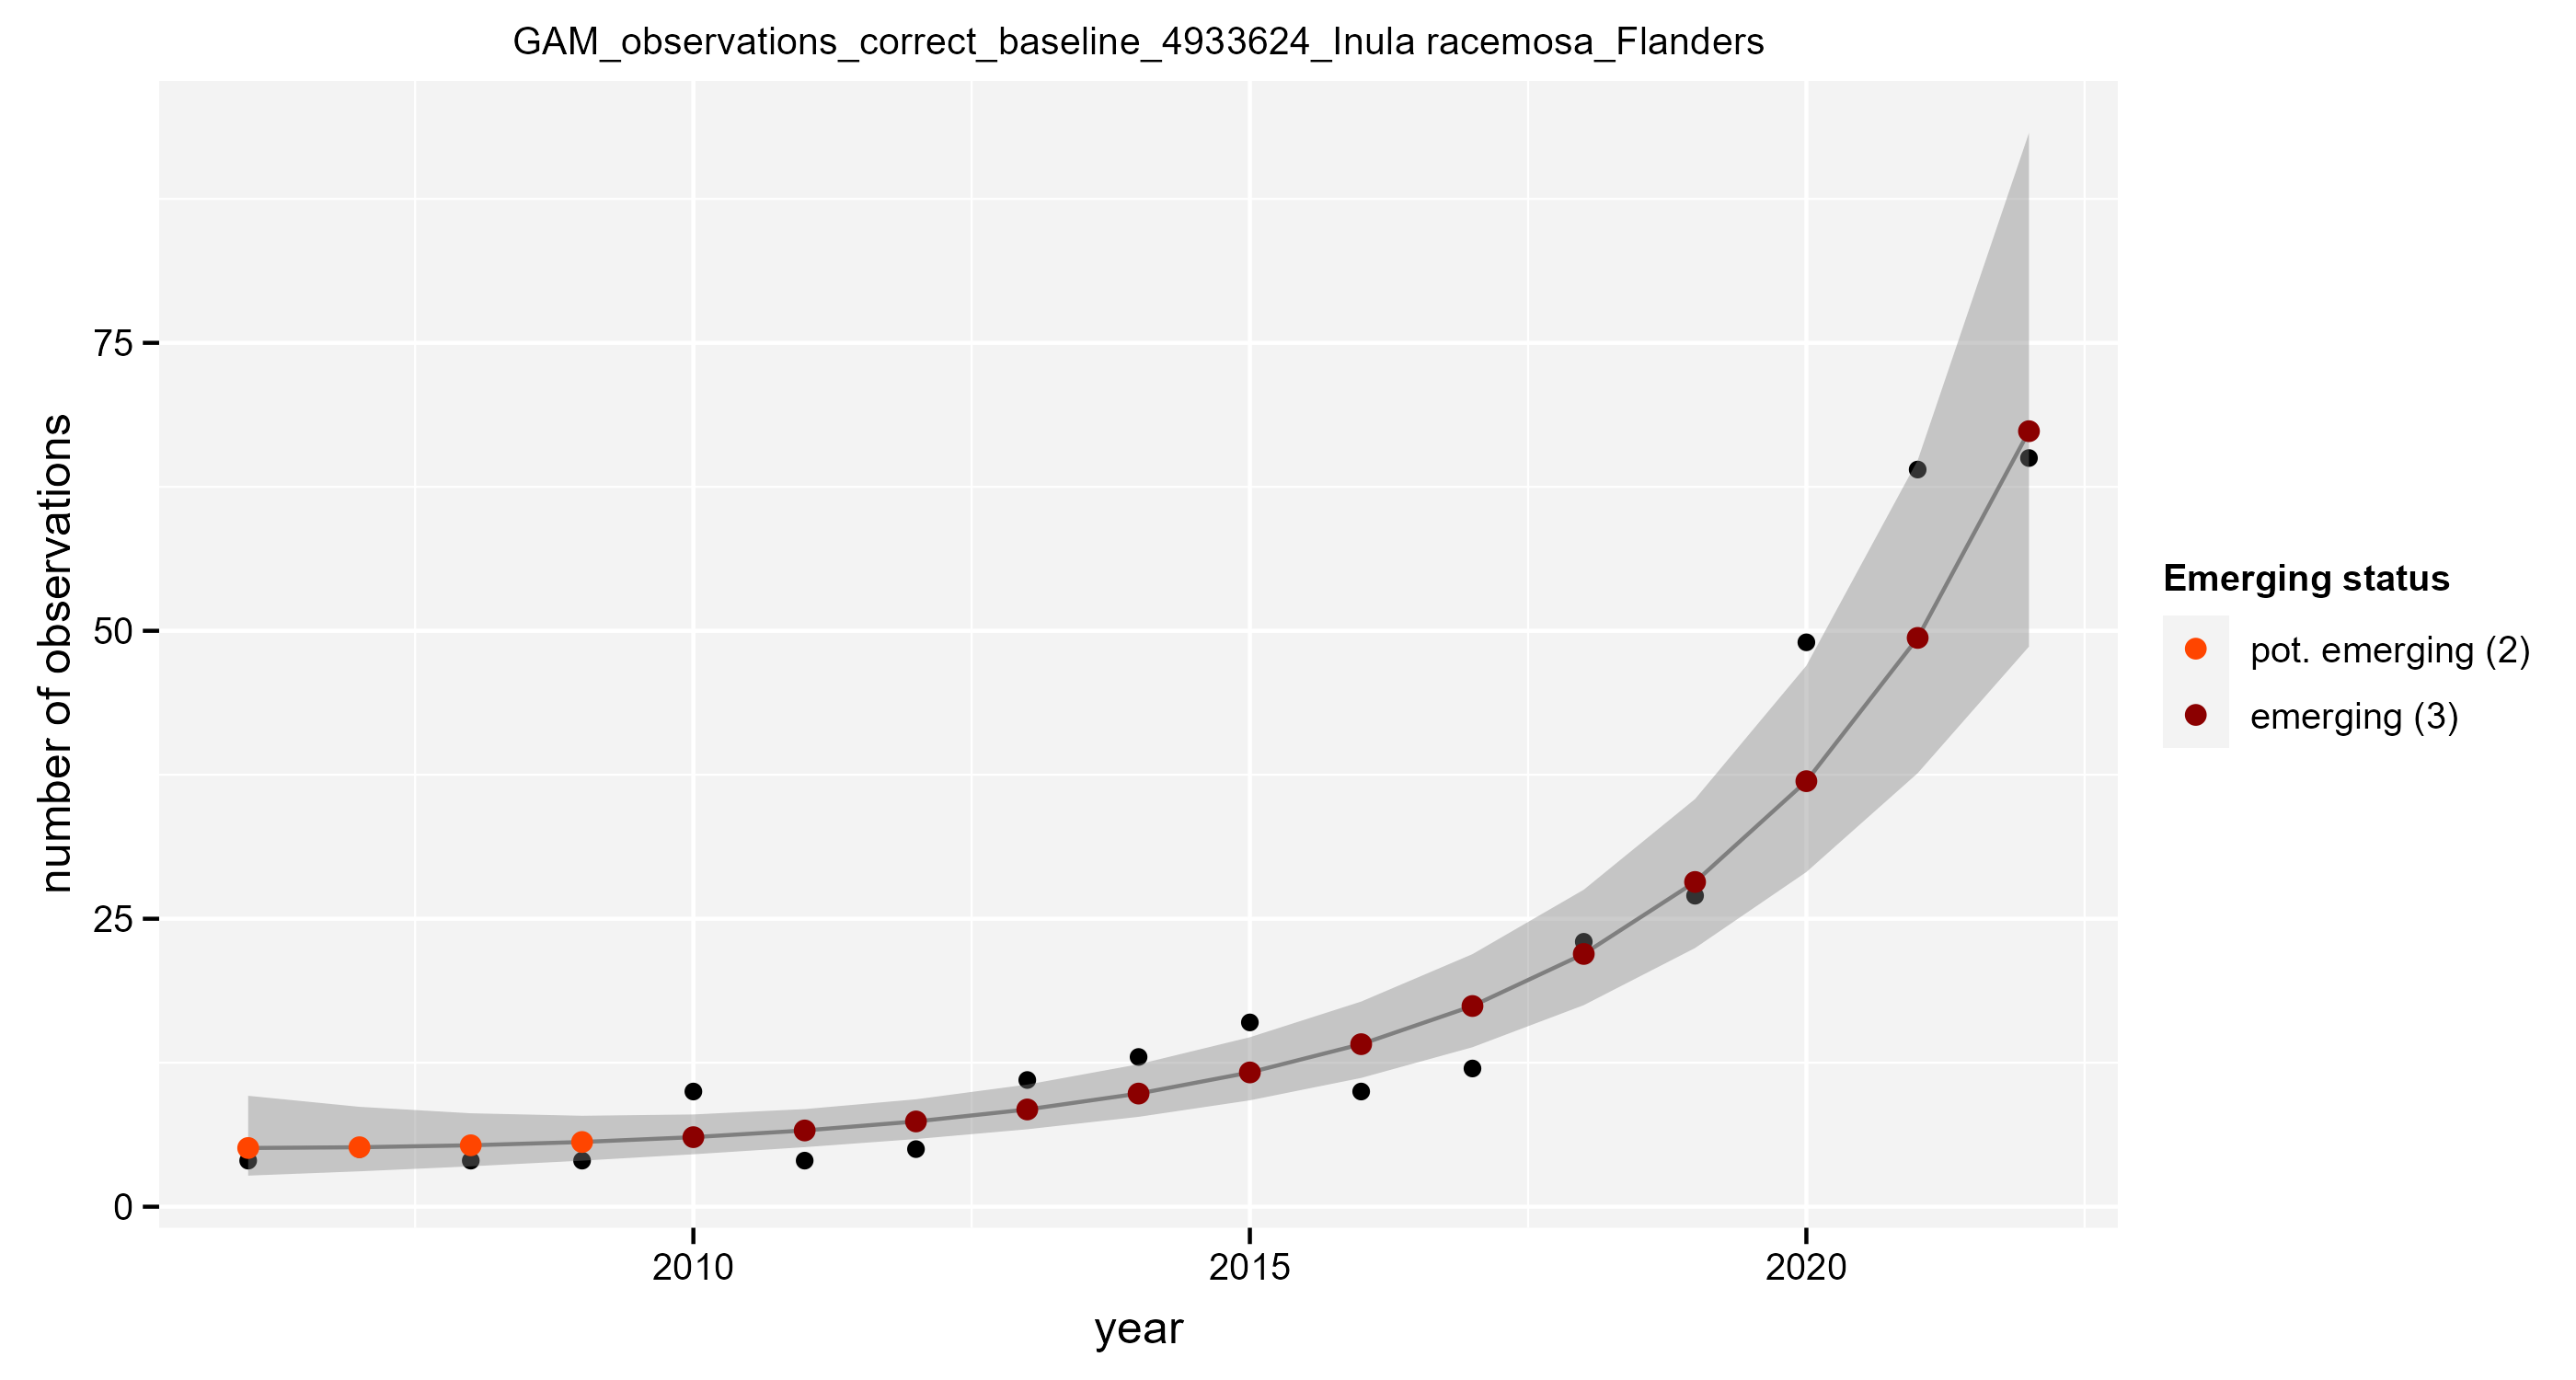 GAM_observations_correct_baseline_4933624_Inula racemosa_Flanders
number of observations
75
50
25
0
2010
2015
2020
year
Emerging status
pot. emerging (2)
emerging (3)